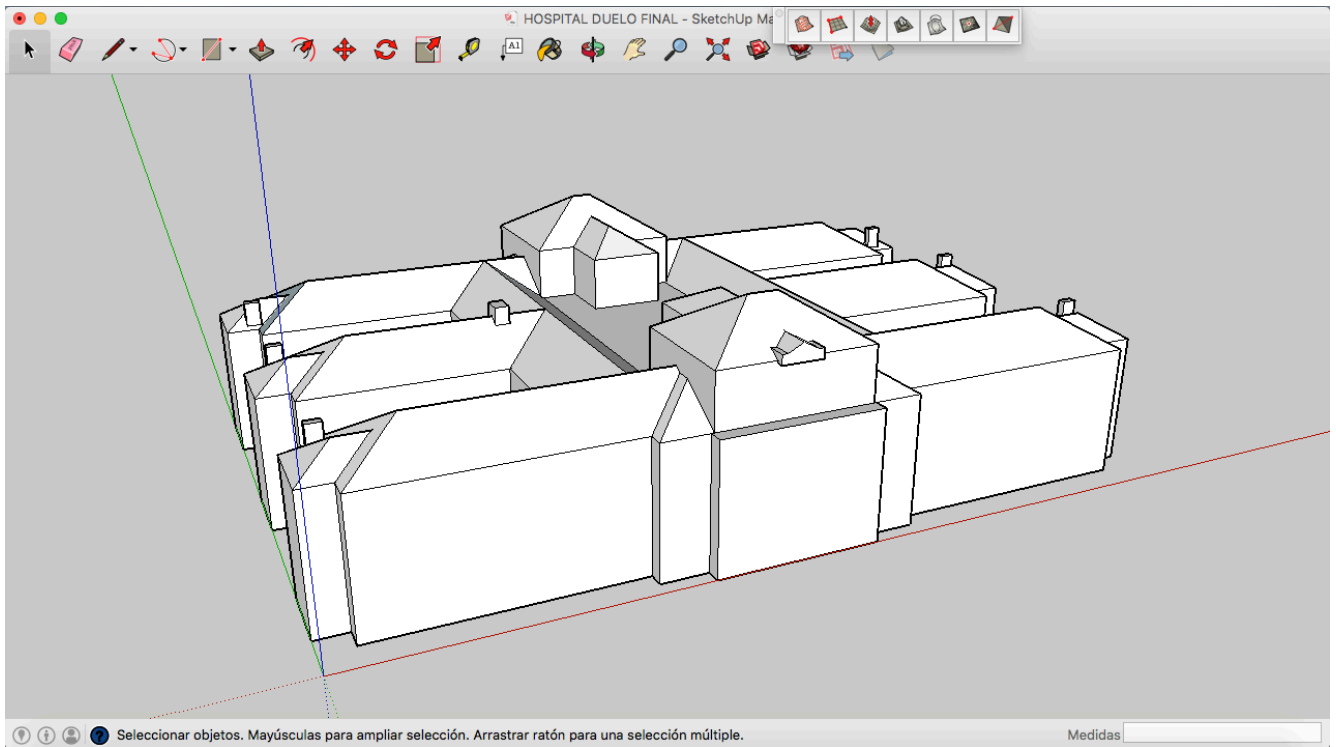 HOSPITAL DUELO FINAL - SketchUp Ma
A1
Seleccionar objetos. Mayúsculas para ampliar selección. Arrastrar ratón para una selección múltiple.
Medidas